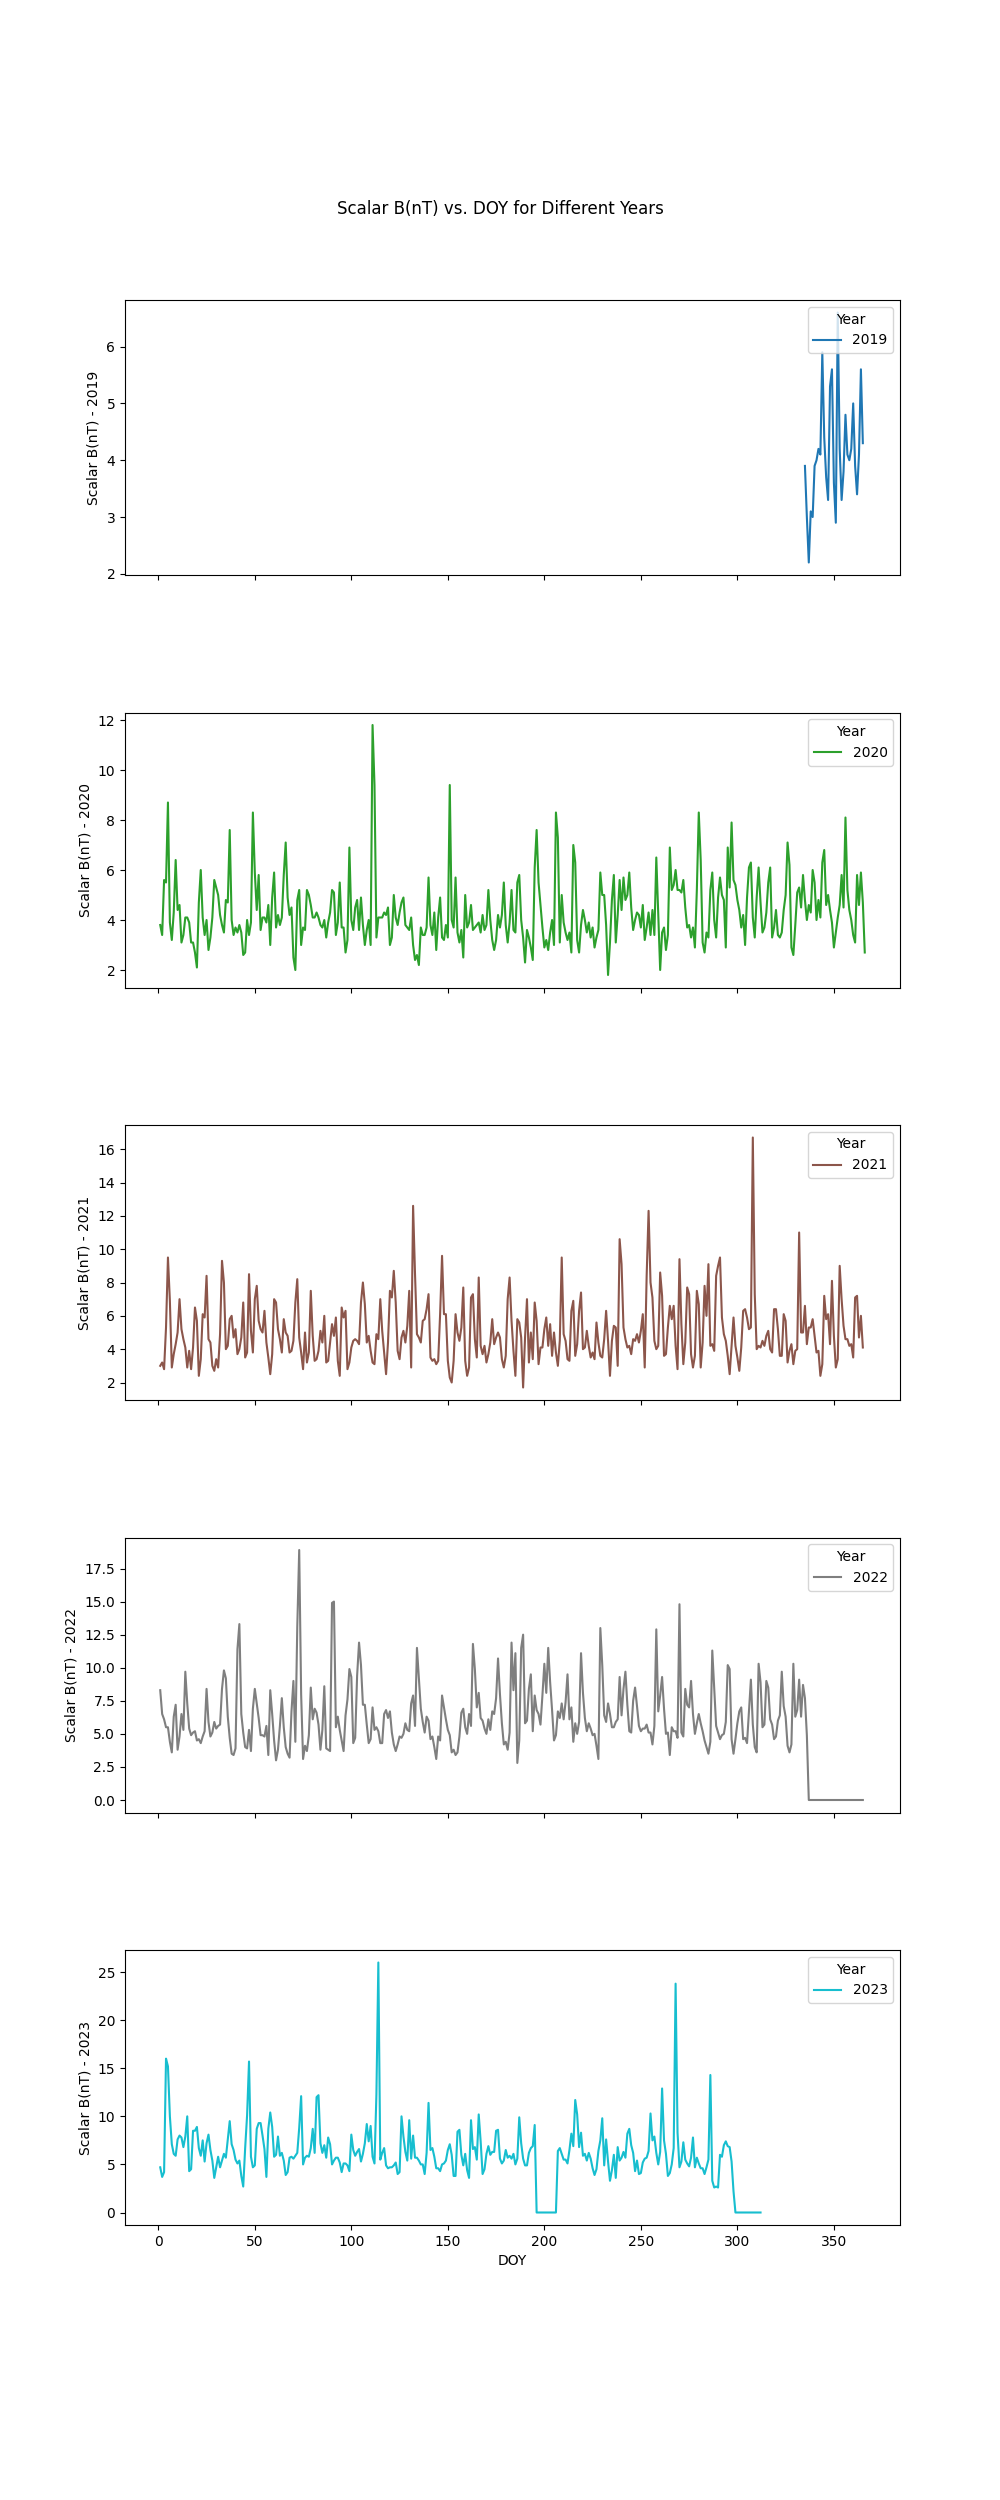 Scalar B(nT) vs. DOY for Different Years
Scalar B(nT) - 2019
6
5
4
3
2
Year
2019
Scalar B(nT) - 2020
12
10
8
6
4
2
Year
2020
Scalar B(nT) - 2021
16
14
12
10
8
6
4
2
Year
2021
Scalar B(nT) - 2022
17.5
15.0
12.5
10.0
7.5
5.0
2.5
0.0
Year
2022
Scalar B(nT) - 2023
25
20
15
10
5
0
Year
2023
0 50 100 150 200 250 300 350
DOY